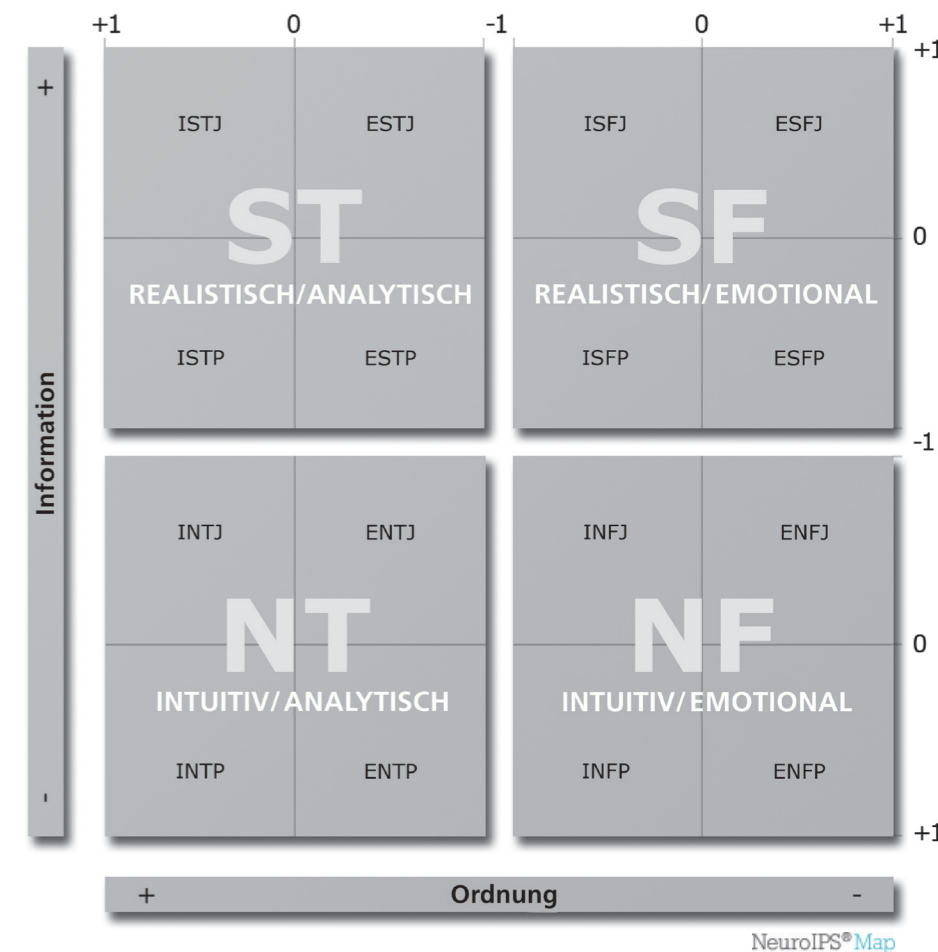 +1 0 -1 0 +1
+1
+
ISTJ ESTJ ISFJ ESFJ
ST SF
0
REALISTISCH/ANALYTISCH REALISTISCH/EMOTIONAL
ISTP ESTP ISFP ESFP
Information
-1
INTJ ENTJ INFJ ENFJ
NT NF
0
INTUITIV/ANALYTISCH INTUITIV/EMOTIONAL
INTP ENTP INFP ENFP
-
+1
+ Ordnung -
NeuroIPS® Map